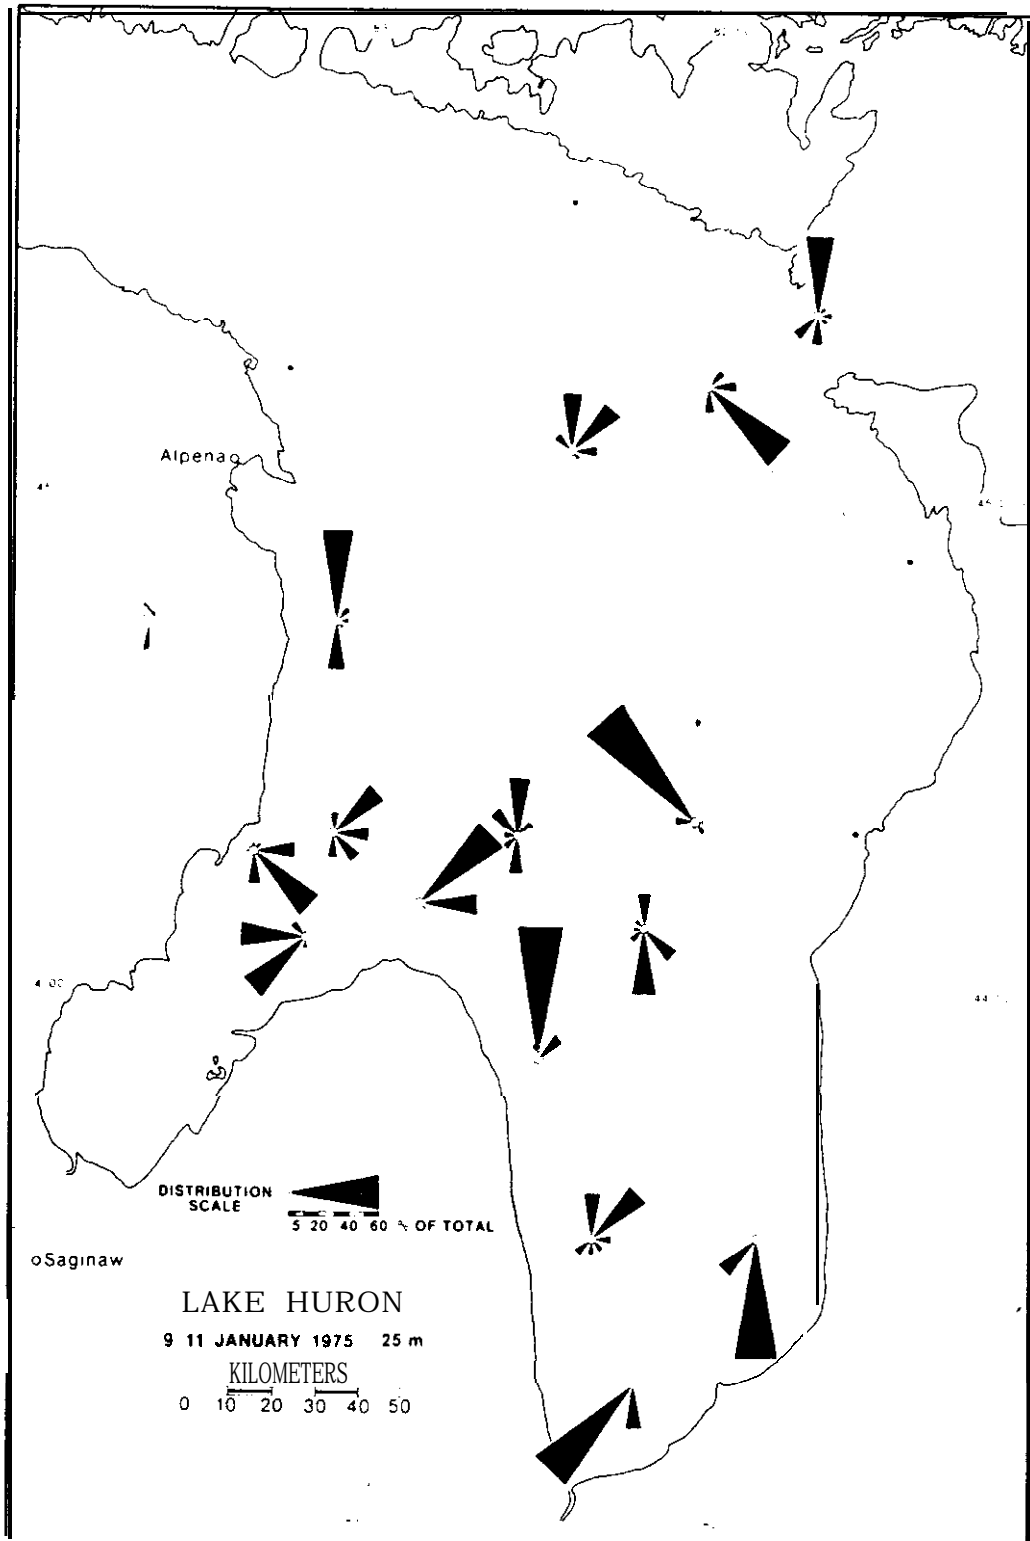 Alpena
DISTRIBUTION
SCALE
5 20 40 60 % OF TOTAL
Saginaw
LAKE HURON
9 11 JANUARY 1975 25 m
KILOMETERS
0 10 20 30 40 50